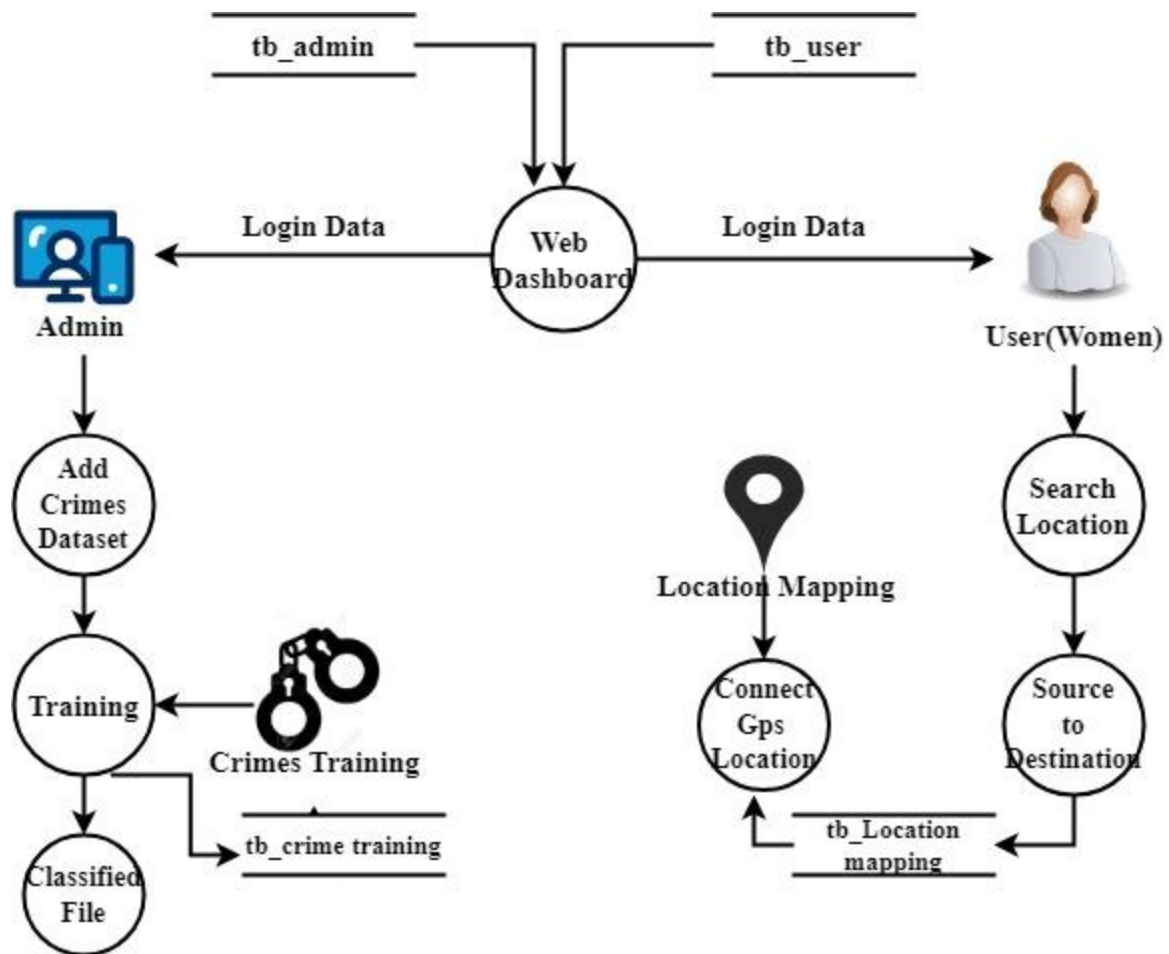 tb_admin
tb_user
Login Data
Web
Dashboard
Login Data
Admin
User(Women)
Add
Crimes
Dataset
Search
Location
Location Mapping
Training
Crimes Training
Connect
Gps
Location
Source
to
Destination
tb_crime training
tb_Location
mapping
Classified
File